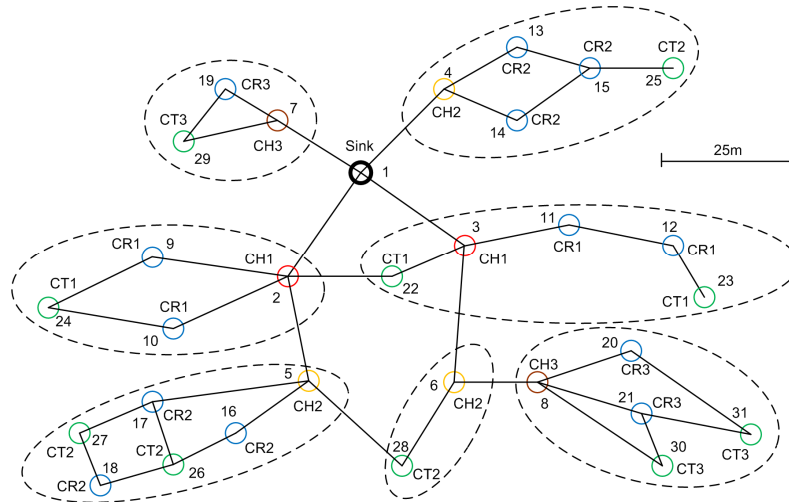 13
CR2
CT2
19
CR3
4
CR2
7
CH2
15
25
CT3
14
CR2
29
CH3
Sink
1
25m
3
11
12
CR1
9
CH1
CT1
CH1
CR1
CR1
CT1
CR1
22
23
CT1
24
2
10
20
5
CH3
6
CR3
16
CH2
CH2
8
21
CR3
17
CR2
31
27
28
30
CT2
CT2
CR2
CT3
18
26
CT2
CT3
CR2